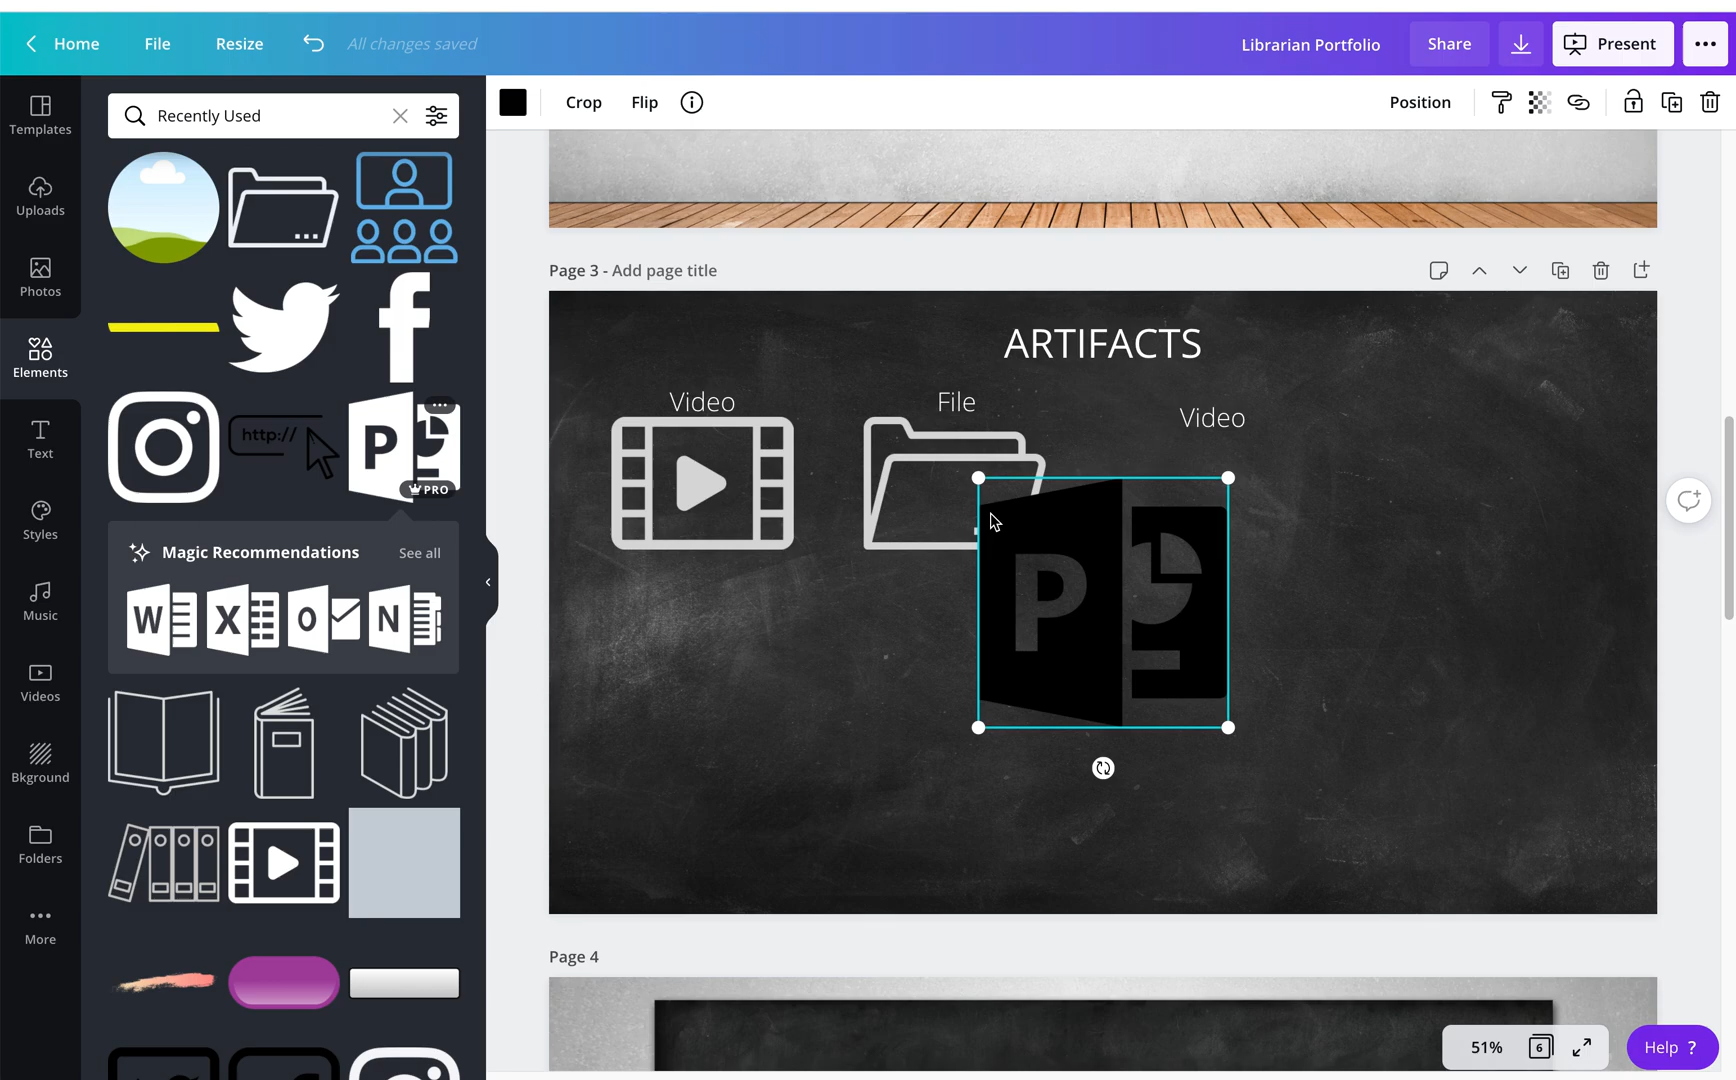 Home File Resize All changes saved Librarian Portfolio Share Present
Templates
Uploads
Photos
Elements
Text
Styles
Music
Videos
Bkground
Folders
More
Recently Used
http://
P
PRO
Magic Recommendations See all
W X O N
Crop Flip Position
Page 3 - Add page title
ARTIFACTS
Video File Video
P
Page 4
51% 6 Help ?